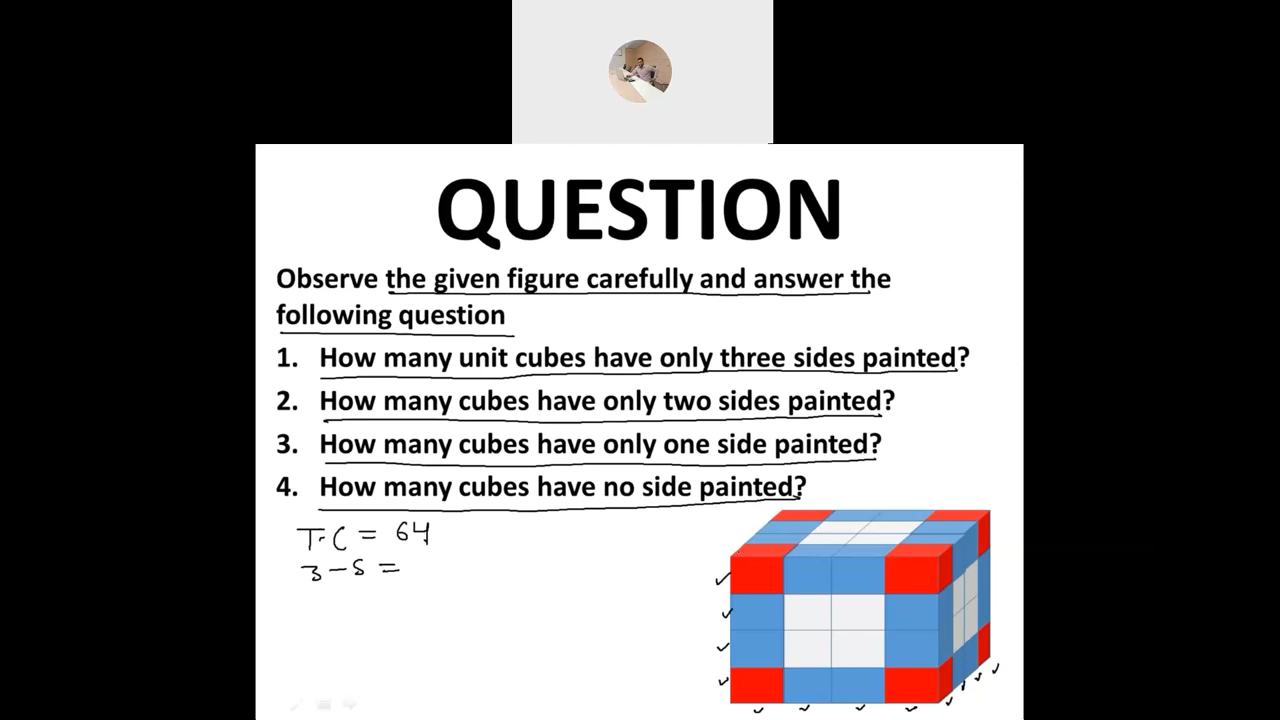 QUESTION
Observe the given figure carefully and answer the
following question
1. How many unit cubes have only three sides painted?
2. How many cubes have only two sides painted?
3. How many cubes have only one side painted?
4. How many cubes have no side painted?
T.C = 64
3-S =